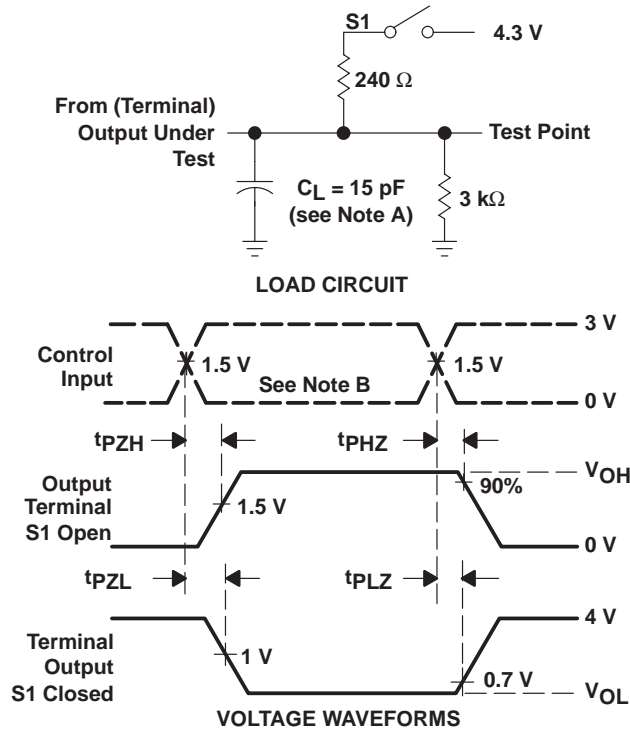 S1
4.3 V
240 Ω
From (Terminal)
Output Under
Test
Test Point
CL = 15 pF
(see Note A)
3 kΩ
LOAD CIRCUIT
3 V
Control
Input
1.5 V
See Note B
1.5 V
0 V
tPZH
tPHZ
VOH
Output
Terminal
S1 Open
1.5 V
90%
0 V
tPZL
tPLZ
4 V
Terminal
Output
S1 Closed
1 V
0.7 V
VOL
VOLTAGE WAVEFORMS